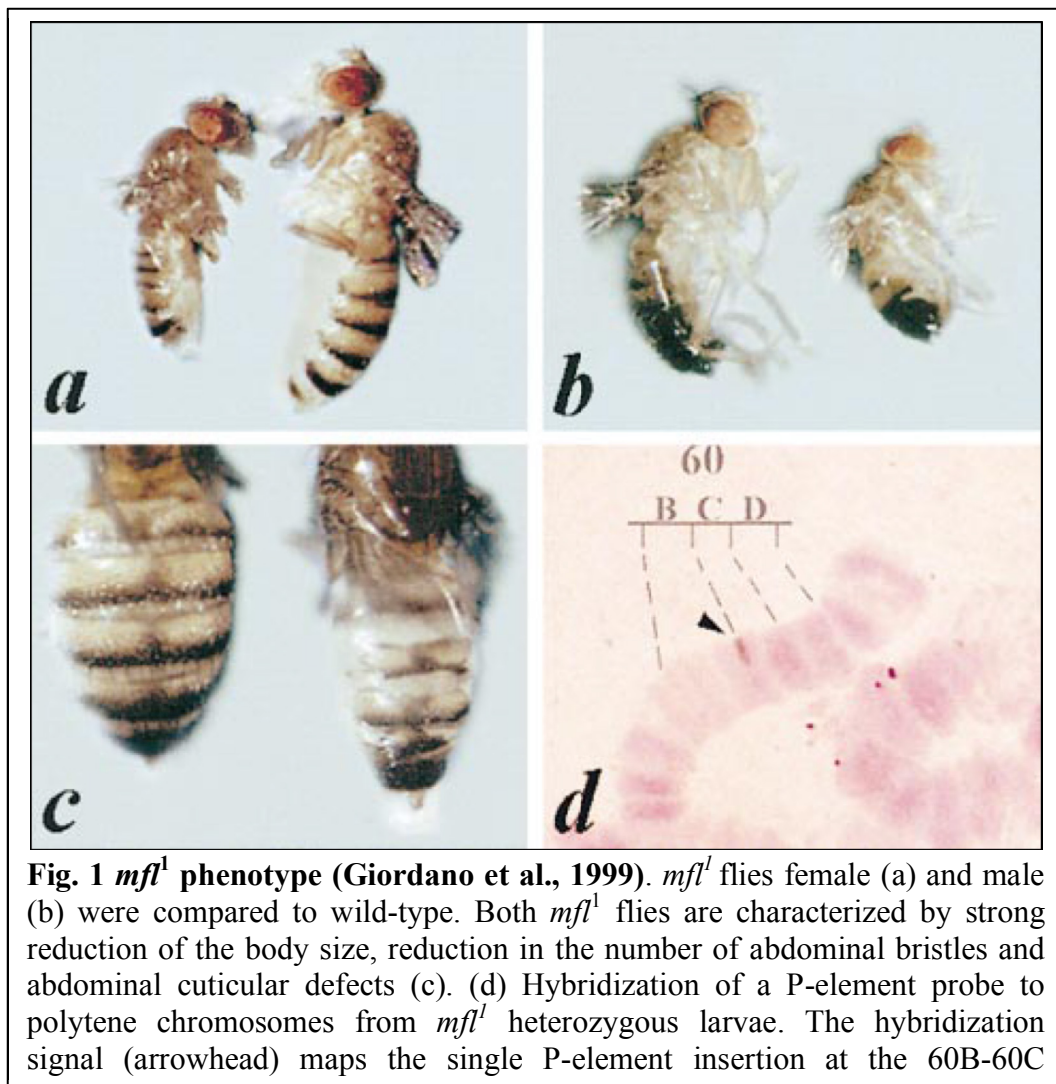 a
b
60
B C D
c
d
Fig. 1 mfl¹ phenotype (Giordano et al., 1999). mfl¹ flies female (a) and male
(b) were compared to wild-type. Both mfl¹ flies are characterized by strong
reduction of the body size, reduction in the number of abdominal bristles and
abdominal cuticular defects (c). (d) Hybridization of a P-element probe to
polytene chromosomes from mfl¹ heterozygous larvae. The hybridization
signal (arrowhead) maps the single P-element insertion at the 60B-60C